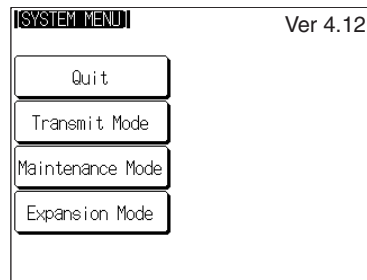 [SYSTEM MENU]
Ver 4.12
Quit
Transmit Mode
Maintenance Mode
Expansion Mode